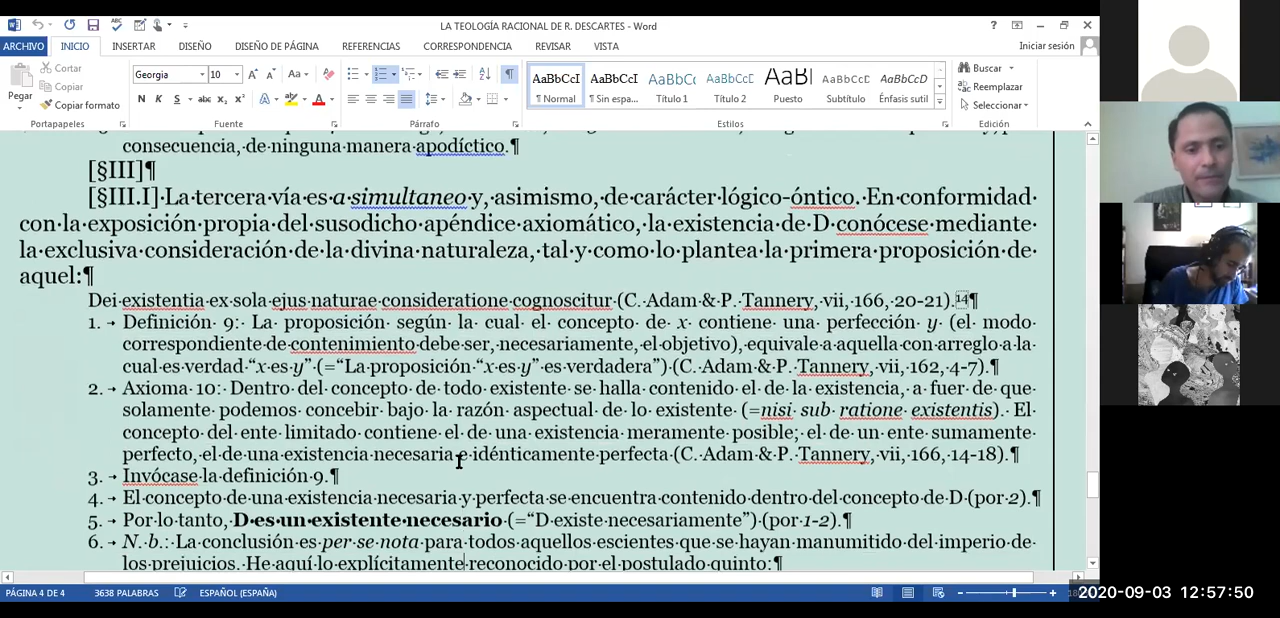 LA TEOLOGÍA RACIONAL DE R. DESCARTES - Word
ARCHIVO INICIO INSERTAR DISEÑO DISEÑO DE PÁGINA REFERENCIAS CORRESPONDENCIA REVISAR VISTA Iniciar sesión
Pegar
Cortar
Copiar
Copiar formato
Portapapeles
Georgia 10
N K S abc x₂ x²
Fuente
Párrafo
AaBbCcI ¶ Normal
AaBbCcI ¶ Sin espa...
AaBbCc Título 1
AaBbCcI Título 2
AaBl Puesto
AaBbCcD Subtítulo
AaBbCcD Énfasis sutil
Estilos
Buscar
Reemplazar
Seleccionar
Edición
consecuencia, de ninguna manera apodíctico.¶
[§III]¶
[§III.I] La tercera vía es a simultaneo y, asimismo, de carácter lógico-óntico. En conformidad
con la exposición propia del susodicho apéndice axiomático, la existencia de D conócese mediante
la exclusiva consideración de la divina naturaleza, tal y como lo plantea la primera proposición de
aquel:¶
Dei existentia ex sola ejus naturae consideratione cognoscitur (C. Adam & P. Tannery, vii, 166, 20-21).14¶
1. Definición 9: La proposición según la cual el concepto de x contiene una perfección y (el modo
correspondiente de contenimiento debe ser, necesariamente, el objetivo), equivale a aquella con arreglo a la
cual es verdad “x es y” (=“La proposición “x es y” es verdadera”) (C. Adam & P. Tannery, vii, 162, 4-7).¶
2. Axioma 10: Dentro del concepto de todo existente se halla contenido el de la existencia, a fuer de que
solamente podemos concebir bajo la razón aspectual de lo existente (=nisi sub ratione existentis). El
concepto del ente limitado contiene el de una existencia meramente posible; el de un ente sumamente
perfecto, el de una existencia necesaria e idénticamente perfecta (C. Adam & P. Tannery, vii, 166, 14-18).¶
3. Invócase la definición 9.¶
4. El concepto de una existencia necesaria y perfecta se encuentra contenido dentro del concepto de D (por 2).¶
5. Por lo tanto, D es un existente necesario (=“D existe necesariamente”) (por 1-2).¶
6. N. b.: La conclusión es per se nota para todos aquellos escientes que se hayan manumitido del imperio de
los prejuicios. He aquí lo explícitamente reconocido por el postulado quinto:¶
PÁGINA 4 DE 4 3638 PALABRAS ESPAÑOL (ESPAÑA)
2020-09-03 12:57:50